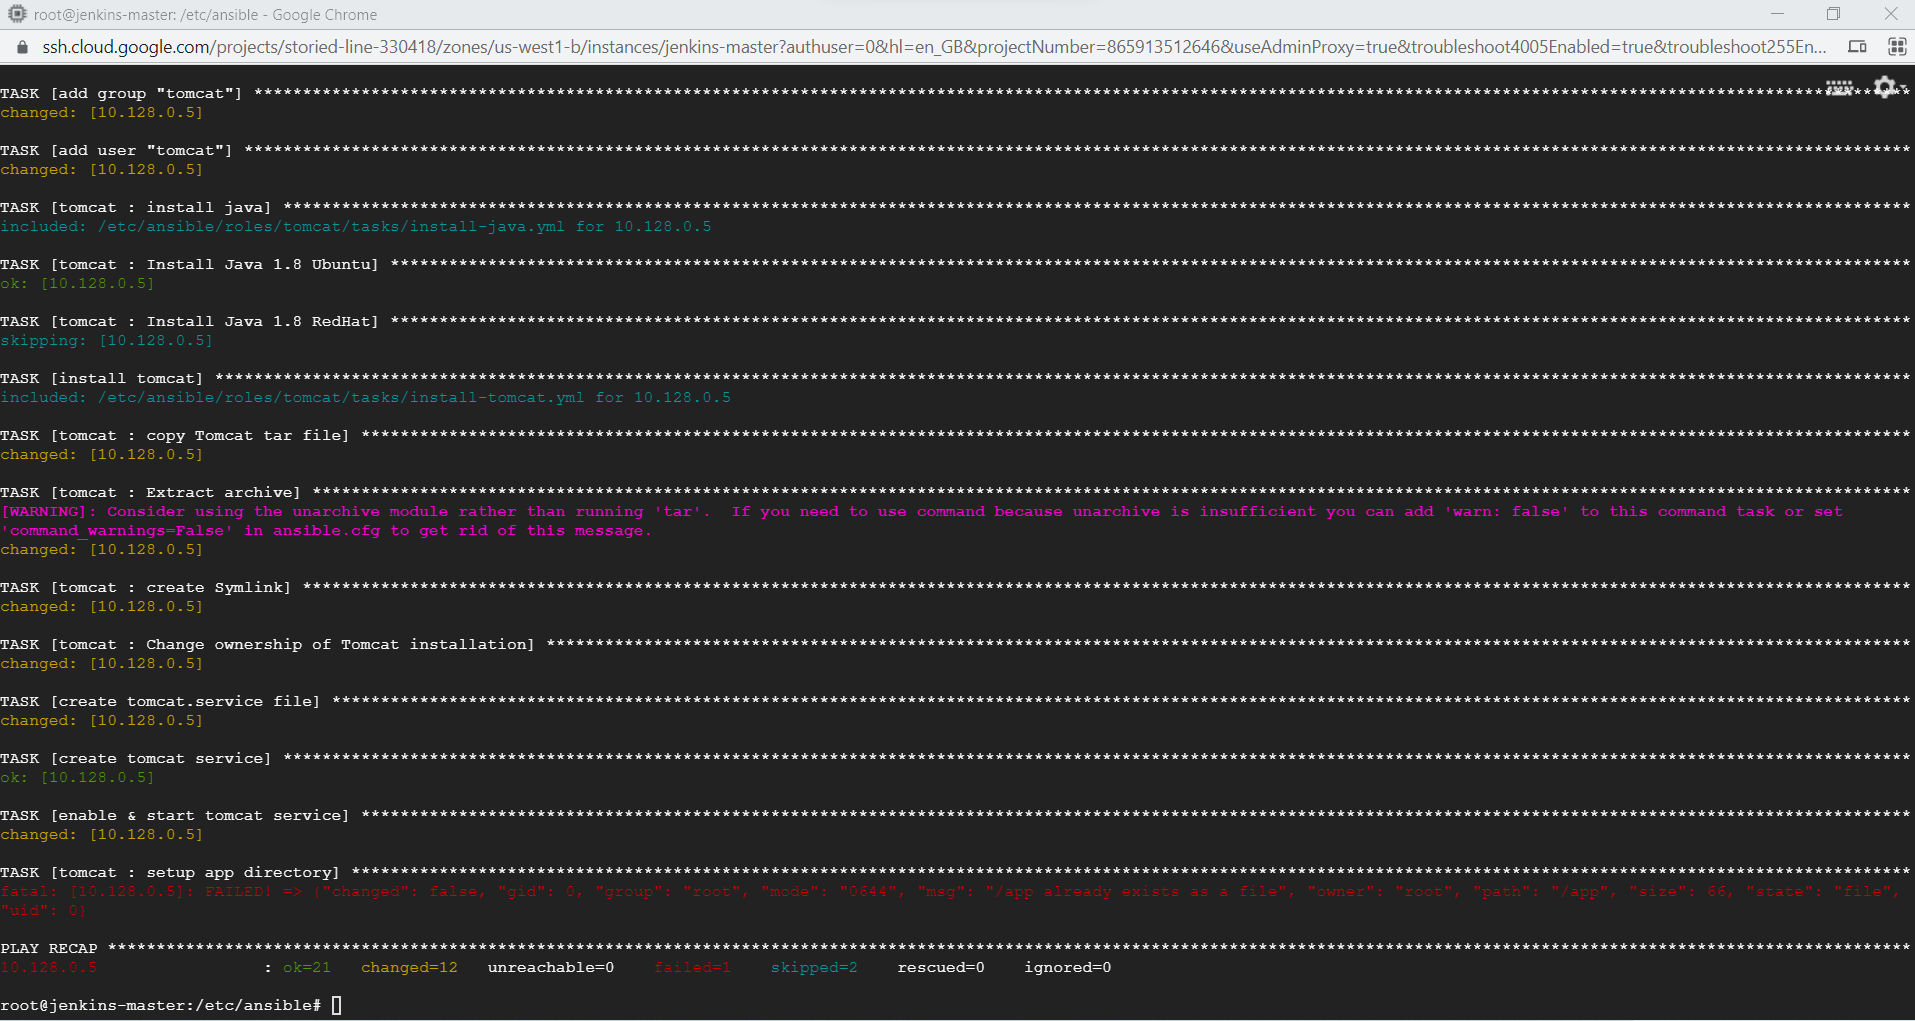 root@jenkins-master: /etc/ansible - Google Chrome
ssh.cloud.google.com/projects/storied-line-330418/zones/us-west1-b/instances/jenkins-master?authuser=0&hl=en_GB&projectNumber=865913512646&useAdminProxy=true&troubleshoot4005Enabled=true&troubleshoot255En...
TASK [add group "tomcat"] ****************************************************************************************************************************************************************
changed: [10.128.0.5]
TASK [add user "tomcat"] *****************************************************************************************************************************************************************
changed: [10.128.0.5]
TASK [tomcat : install java] *************************************************************************************************************************************************************
included: /etc/ansible/roles/tomcat/tasks/install-java.yml for 10.128.0.5
TASK [tomcat : Install Java 1.8 Ubuntu] **************************************************************************************************************************************************
ok: [10.128.0.5]
TASK [tomcat : Install Java 1.8 RedHat] **************************************************************************************************************************************************
skipping: [10.128.0.5]
TASK [install tomcat] ********************************************************************************************************************************************************************
included: /etc/ansible/roles/tomcat/tasks/install-tomcat.yml for 10.128.0.5
TASK [tomcat : copy Tomcat tar file] *****************************************************************************************************************************************************
changed: [10.128.0.5]
TASK [tomcat : Extract archive] **********************************************************************************************************************************************************
[WARNING]: Consider using the unarchive module rather than running 'tar'.  If you need to use command because unarchive is insufficient you can add 'warn: false' to this command task or set
'command_warnings=False' in ansible.cfg to get rid of this message.
changed: [10.128.0.5]
TASK [tomcat : create Symlink] ***********************************************************************************************************************************************************
changed: [10.128.0.5]
TASK [tomcat : Change ownership of Tomcat installation] **********************************************************************************************************************************
changed: [10.128.0.5]
TASK [create tomcat.service file] ********************************************************************************************************************************************************
changed: [10.128.0.5]
TASK [create tomcat service] *************************************************************************************************************************************************************
ok: [10.128.0.5]
TASK [enable & start tomcat service] *****************************************************************************************************************************************************
changed: [10.128.0.5]
TASK [tomcat : setup app directory] ******************************************************************************************************************************************************
fatal: [10.128.0.5]: FAILED! => {"changed": false, "gid": 0, "group": "root", "mode": "0644", "msg": "/app already exists as a file", "owner": "root", "path": "/app", "size": 66, "state": "file",
"uid": 0}
PLAY RECAP *******************************************************************************************************************************************************************************
10.128.0.5                 : ok=21   changed=12   unreachable=0    failed=1    skipped=2    rescued=0    ignored=0
root@jenkins-master:/etc/ansible#